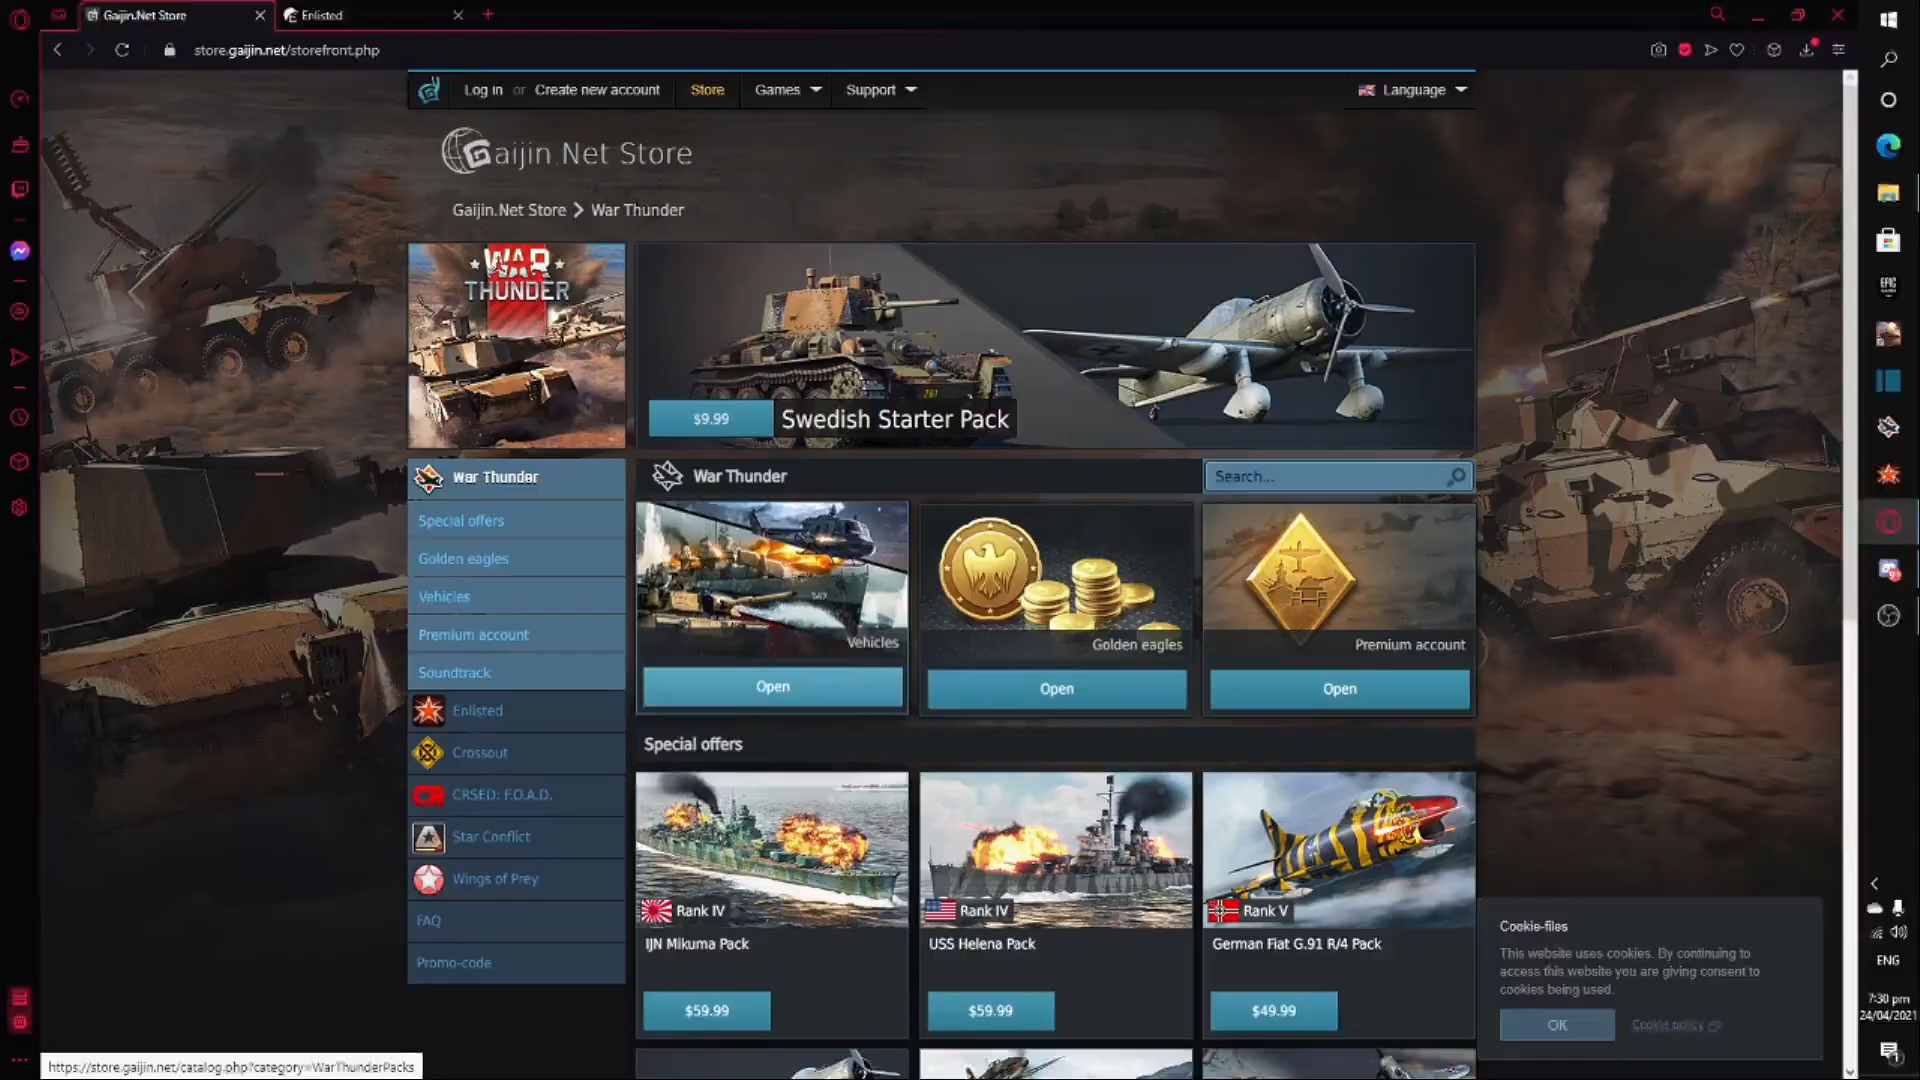 Gaijin.Net Store
Enlisted
store.gaijin.net/storefront.php
Log in or Create new account
Store
Games
Support
Language
Gaijin.Net Store
Gaijin.Net Store > War Thunder
WAR
THUNDER
261
$9.99
Swedish Starter Pack
War Thunder
Special offers
Golden eagles
Vehicles
Premium account
Soundtrack
Enlisted
Crossout
CRSED: F.O.A.D.
Star Conflict
Wings of Prey
FAQ
Promo-code
War Thunder
Search...
Vehicles
Open
Golden eagles
Open
Premium account
Open
Special offers
Rank IV
IJN Mikuma Pack
$59.99
Rank IV
USS Helena Pack
$59.99
Rank V
German Fiat G.91 R/4 Pack
$49.99
Cookie-files
This website uses cookies. By continuing to
access this website you are giving consent to
cookies being used.
OK
Cookie policy
EPIC
ENG
7:30 pm
24/04/2021
https://store.gaijin.net/catalog.php?category=WarThunderPacks